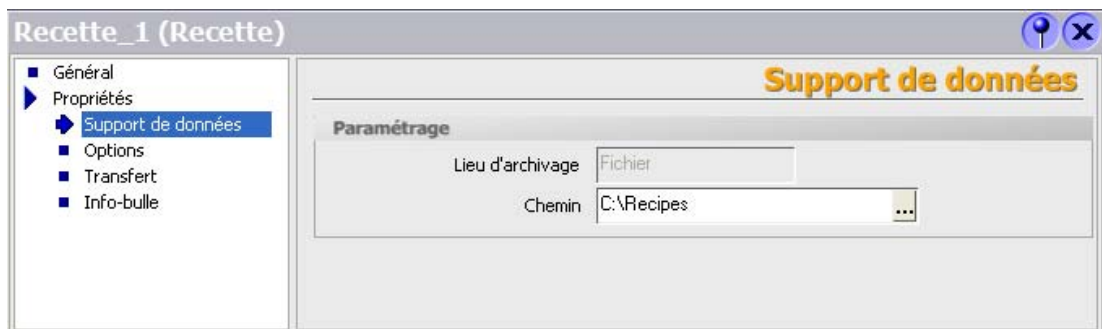 Recette_1 (Recette)
Général
Propriétés
Support de données
Options
Transfert
Info-bulle
Support de données
Paramétrage
Lieu d'archivage Fichier
Chemin C:\Recipes ...